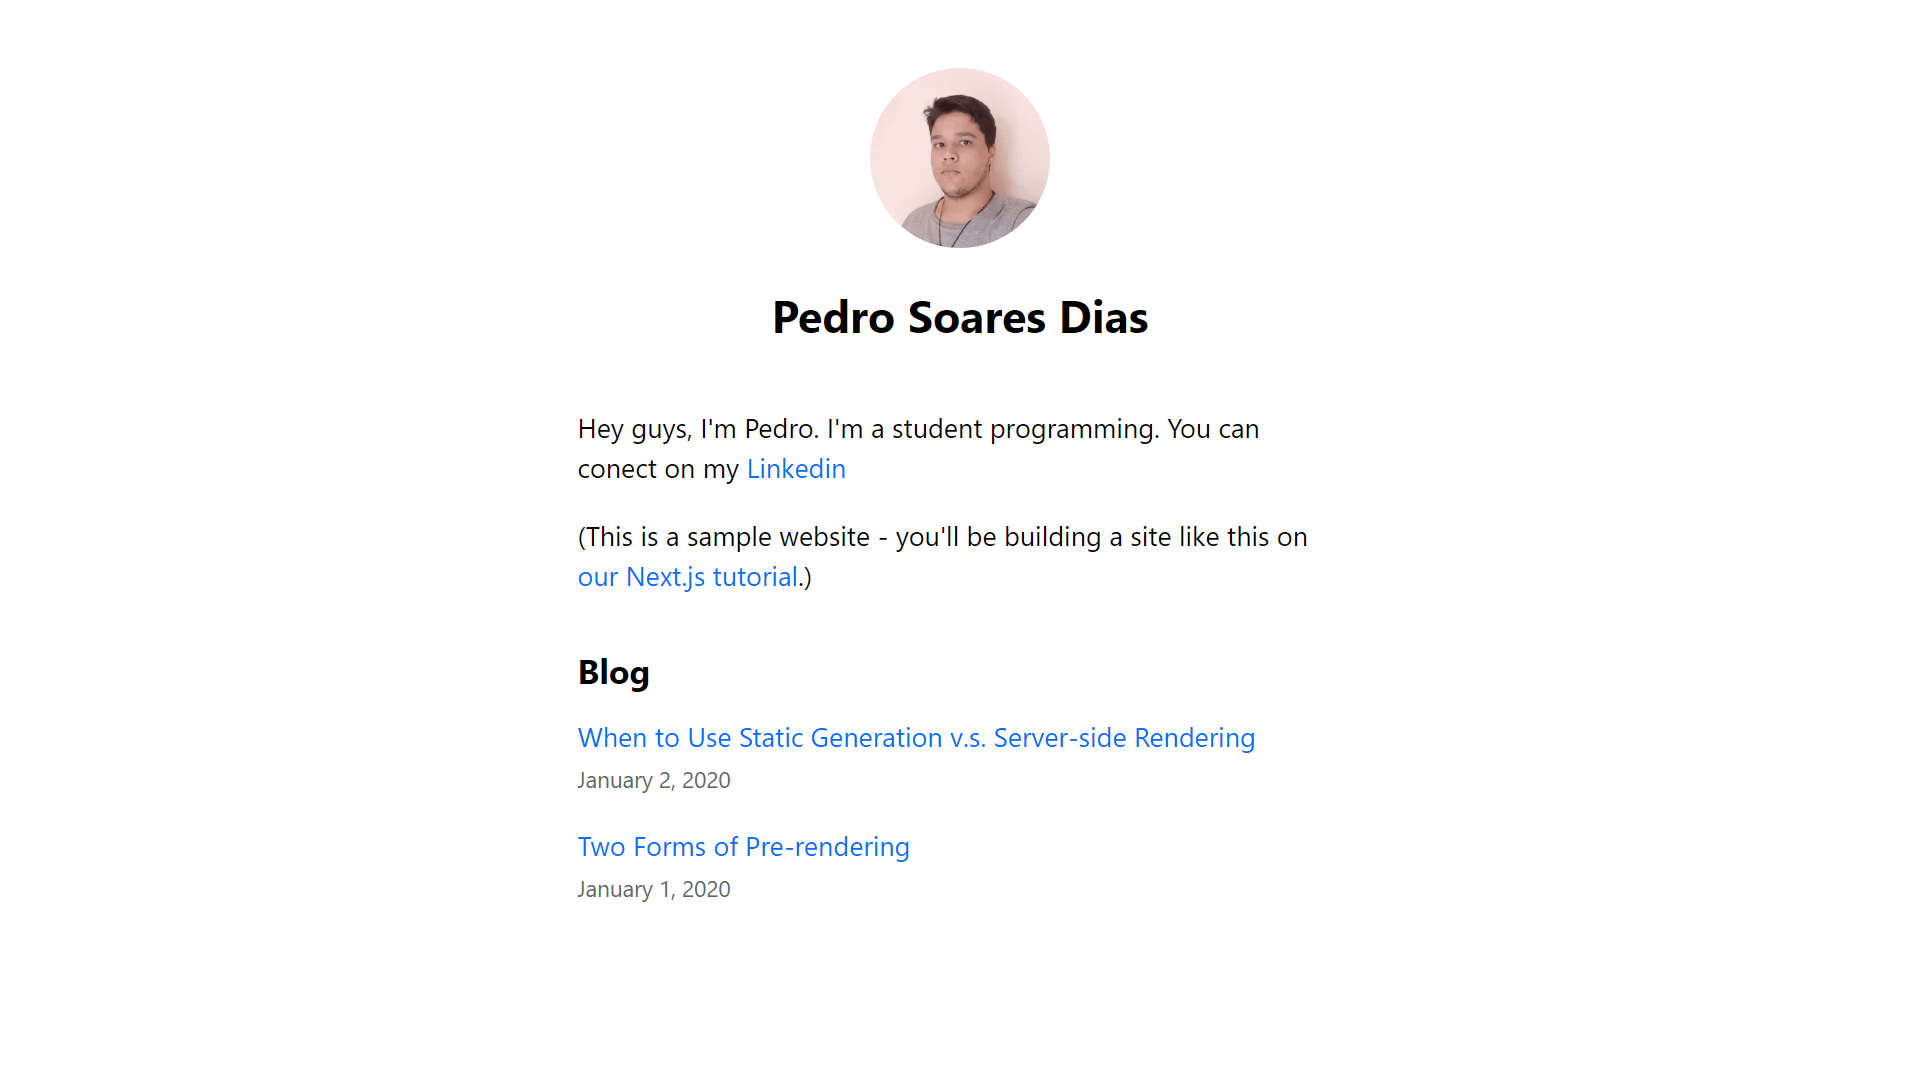 Pedro Soares Dias
Hey guys, I'm Pedro. I'm a student programming. You can
conect on my Linkedin
(This is a sample website - you'll be building a site like this on
our Next.js tutorial.)
Blog
When to Use Static Generation v.s. Server-side Rendering
January 2, 2020
Two Forms of Pre-rendering
January 1, 2020